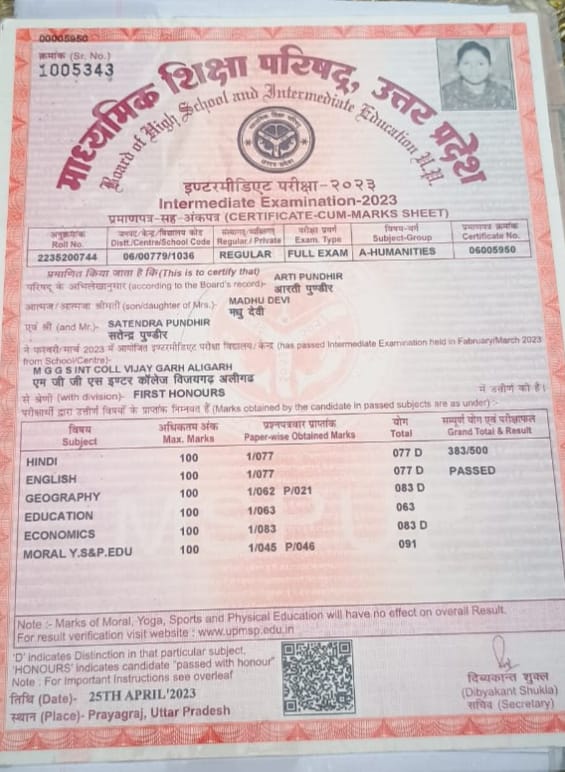 00005950
क्रमांक (Sr. No.)
1005343
माध्यमिक शिक्षा परिषद्, उत्तर प्रदेश
Board of High School and Intermediate Education U.P.
इण्टरमीडिएट परीक्षा-२०२३
Intermediate Examination-2023
प्रमाणपत्र-सह-अंकपत्र (CERTIFICATE-CUM-MARKS SHEET)
अनुक्रमांक जनपद/केन्द्र/विद्यालय कोड संस्थागत/व्यक्तिगत परीक्षा प्रकार विषय-वर्ग प्रमाणपत्र क्रमांक
Roll No. Distt./Centre/School Code Regular / Private Exam. Type Subject-Group Certificate No.
2235200744 06/00779/1036 REGULAR FULL EXAM A-HUMANITIES 06005950
प्रमाणित किया जाता है कि(This is to certify that) ARTI PUNDHIR
परिषद् के अभिलेखानुसार (according to the Board's record)- आरती पुण्डीर
आत्मज/आत्मजा श्रीमती (son/daughter of Mrs.)- MADHU DEVI
मधु देवी
एवं श्री (and Mr.)- SATENDRA PUNDHIR
सतेन्द्र पुण्डीर
ने फरवरी/मार्च 2023 में आयोजित इण्टरमीडिएट परीक्षा विद्यालय/केन्द्र (has passed Intermediate Examination held in Fabruary/March 2023
from School/Centre)-
M G G S INT COLL VIJAY GARH ALIGARH
एम जी जी एस इण्टर कॉलेज विजयगढ़ अलीगढ
से श्रेणी (with division)- FIRST HONOURS में उत्तीर्ण की है।
परीक्षार्थी द्वारा उत्तीर्ण विषयों के प्राप्तांक निम्नवत हैं (Marks obtained by the candidate in passed subjects are as under) :-
विषय अधिकतम अंक प्रश्नपत्रवार प्राप्तांक योग सम्पूर्ण योग एवं परीक्षाफल
Subject Max. Marks Paper-wise Obtained Marks Total Grand Total & Result
HINDI 100 1/077 077 D 383/500
ENGLISH 100 1/077 077 D PASSED
GEOGRAPHY 100 1/062 P/021 083 D
EDUCATION 100 1/063 063
ECONOMICS 100 1/083 083 D
MORAL Y.S&P.EDU 100 1/045 P/046 091
Note :- Marks of Moral, Yoga, Sports and Physical Education will have no effect on overall Result.
For result verification visit website : www.upmsp.edu.in
'D' indicates Distinction in that particular subject.
'HONOURS' indicates candidate "passed with honour"
Note : For Important Instructions see overleaf
तिथि (Date)- 25TH APRIL'2023
स्थान (Place)- Prayagraj, Uttar Pradesh
दिव्यकान्त शुक्ल
(Dibyakant Shukla)
सचिव (Secretary)